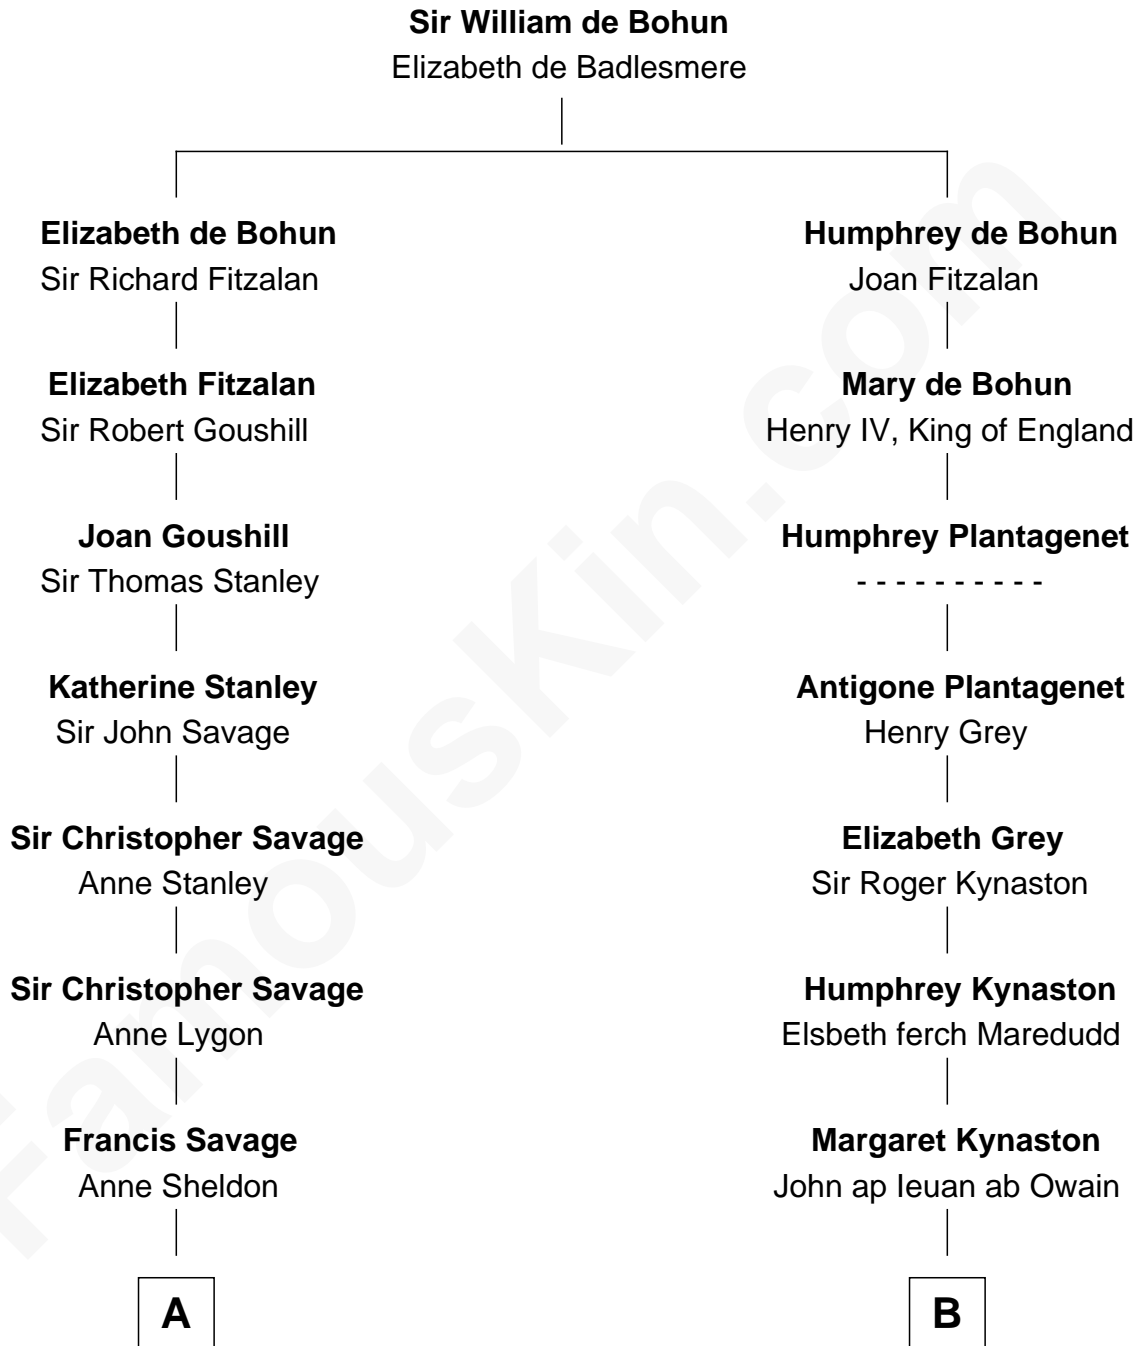 Sir William de Bohun
Elizabeth de Badlesmere
Elizabeth de Bohun
Sir Richard Fitzalan
Humphrey de Bohun
Joan Fitzalan
Elizabeth Fitzalan
Sir Robert Goushill
Mary de Bohun
Henry IV, King of England
Joan Goushill
Sir Thomas Stanley
Humphrey Plantagenet
- - - - - - - - - -
Katherine Stanley
Sir John Savage
Antigone Plantagenet
Henry Grey
Sir Christopher Savage
Anne Stanley
Elizabeth Grey
Sir Roger Kynaston
Sir Christopher Savage
Anne Lygon
Humphrey Kynaston
Elsbeth ferch Maredudd
Francis Savage
Anne Sheldon
Margaret Kynaston
John ap Ieuan ab Owain
A
B
FamousKin.com